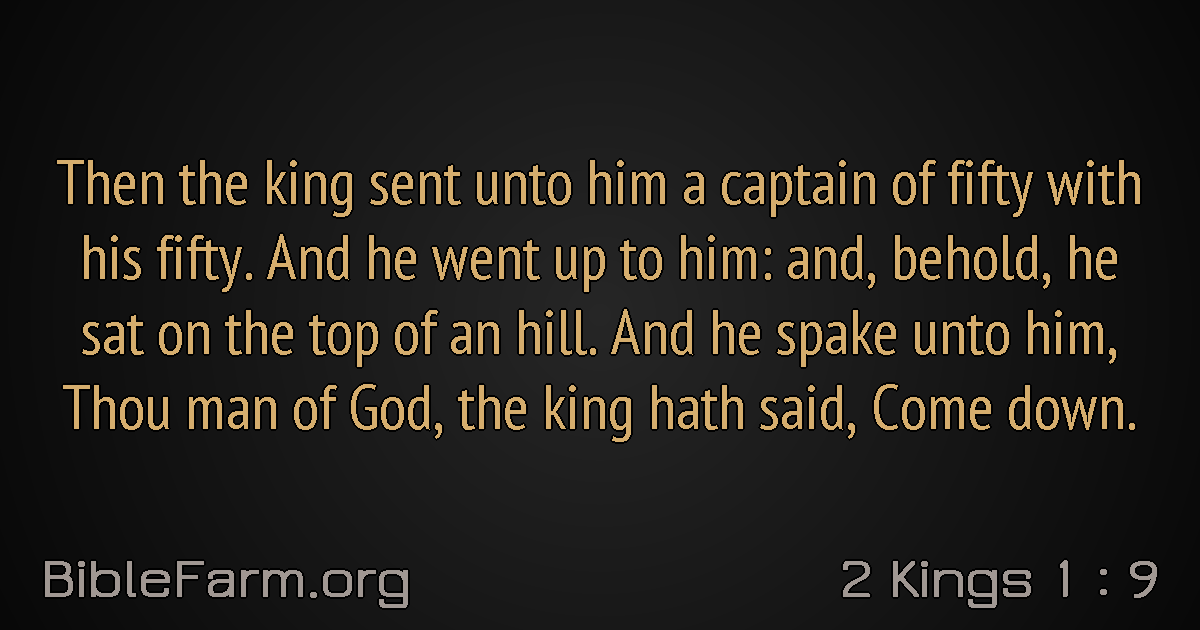 Then the king sent unto him a captain of fifty with
his fifty. And he went up to him: and, behold, he
sat on the top of an hill. And he spake unto him,
Thou man of God, the king hath said, Come down.
BibleFarm.org
2 Kings 1 : 9